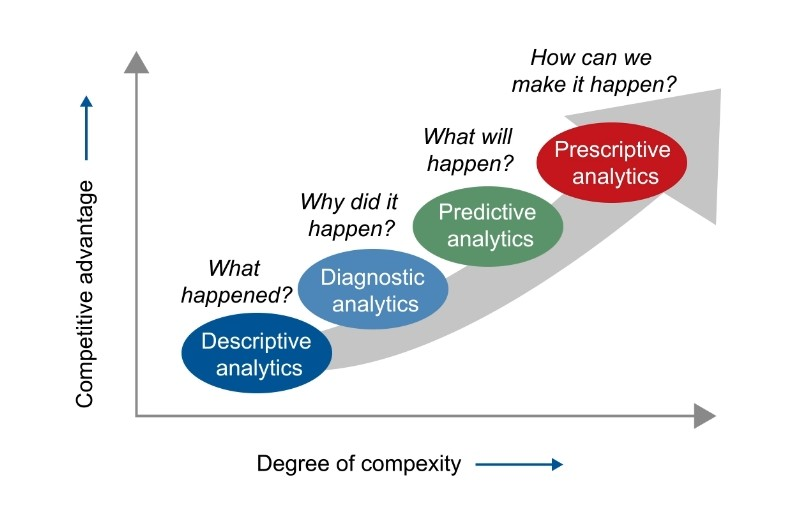 How can we
make it happen?
What will
happen?
Prescriptive
analytics
Why did it
happen?
Predictive
analytics
What
happened?
Diagnostic
analytics
Descriptive
analytics
Competitive advantage
Degree of compexity